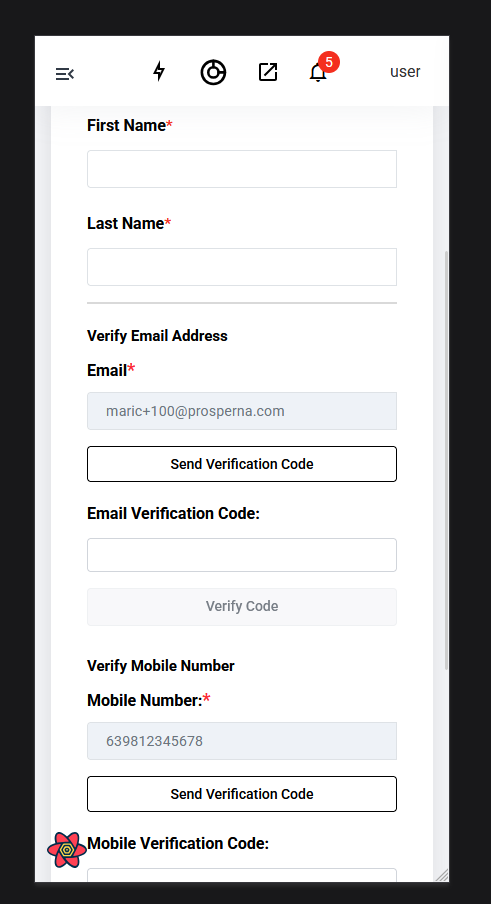 5
user
First Name*
Last Name*
Verify Email Address
Email*
maric+100@prosperna.com
Send Verification Code
Email Verification Code:
Verify Code
Verify Mobile Number
Mobile Number:*
639812345678
Send Verification Code
Mobile Verification Code: